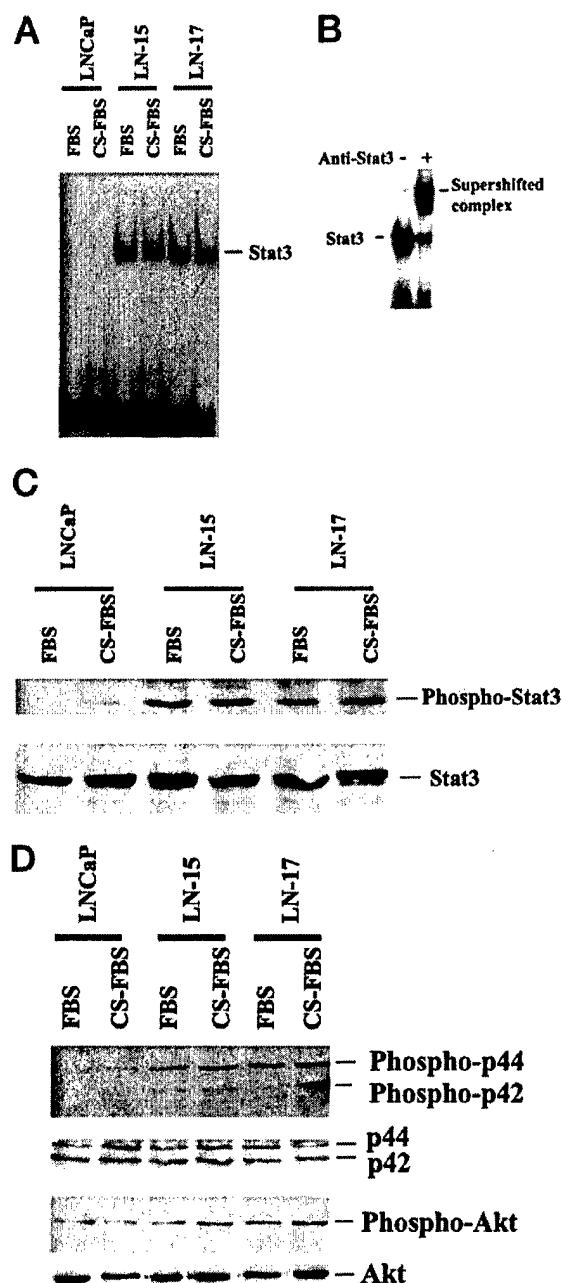 A
LNCaP
LN-15
LN-17
FBS
CS-FBS
FBS
CS-FBS
FBS
CS-FBS
Stat3
B
Anti-Stat3 - +
Supershifted
complex
Stat3
C
LNCaP
LN-15
LN-17
FBS
CS-FBS
FBS
CS-FBS
FBS
CS-FBS
Phospho-Stat3
Stat3
D
LNCaP
LN-15
LN-17
FBS
CS-FBS
FBS
CS-FBS
FBS
CS-FBS
Phospho-p44
Phospho-p42
p44
p42
Phospho-Akt
Akt